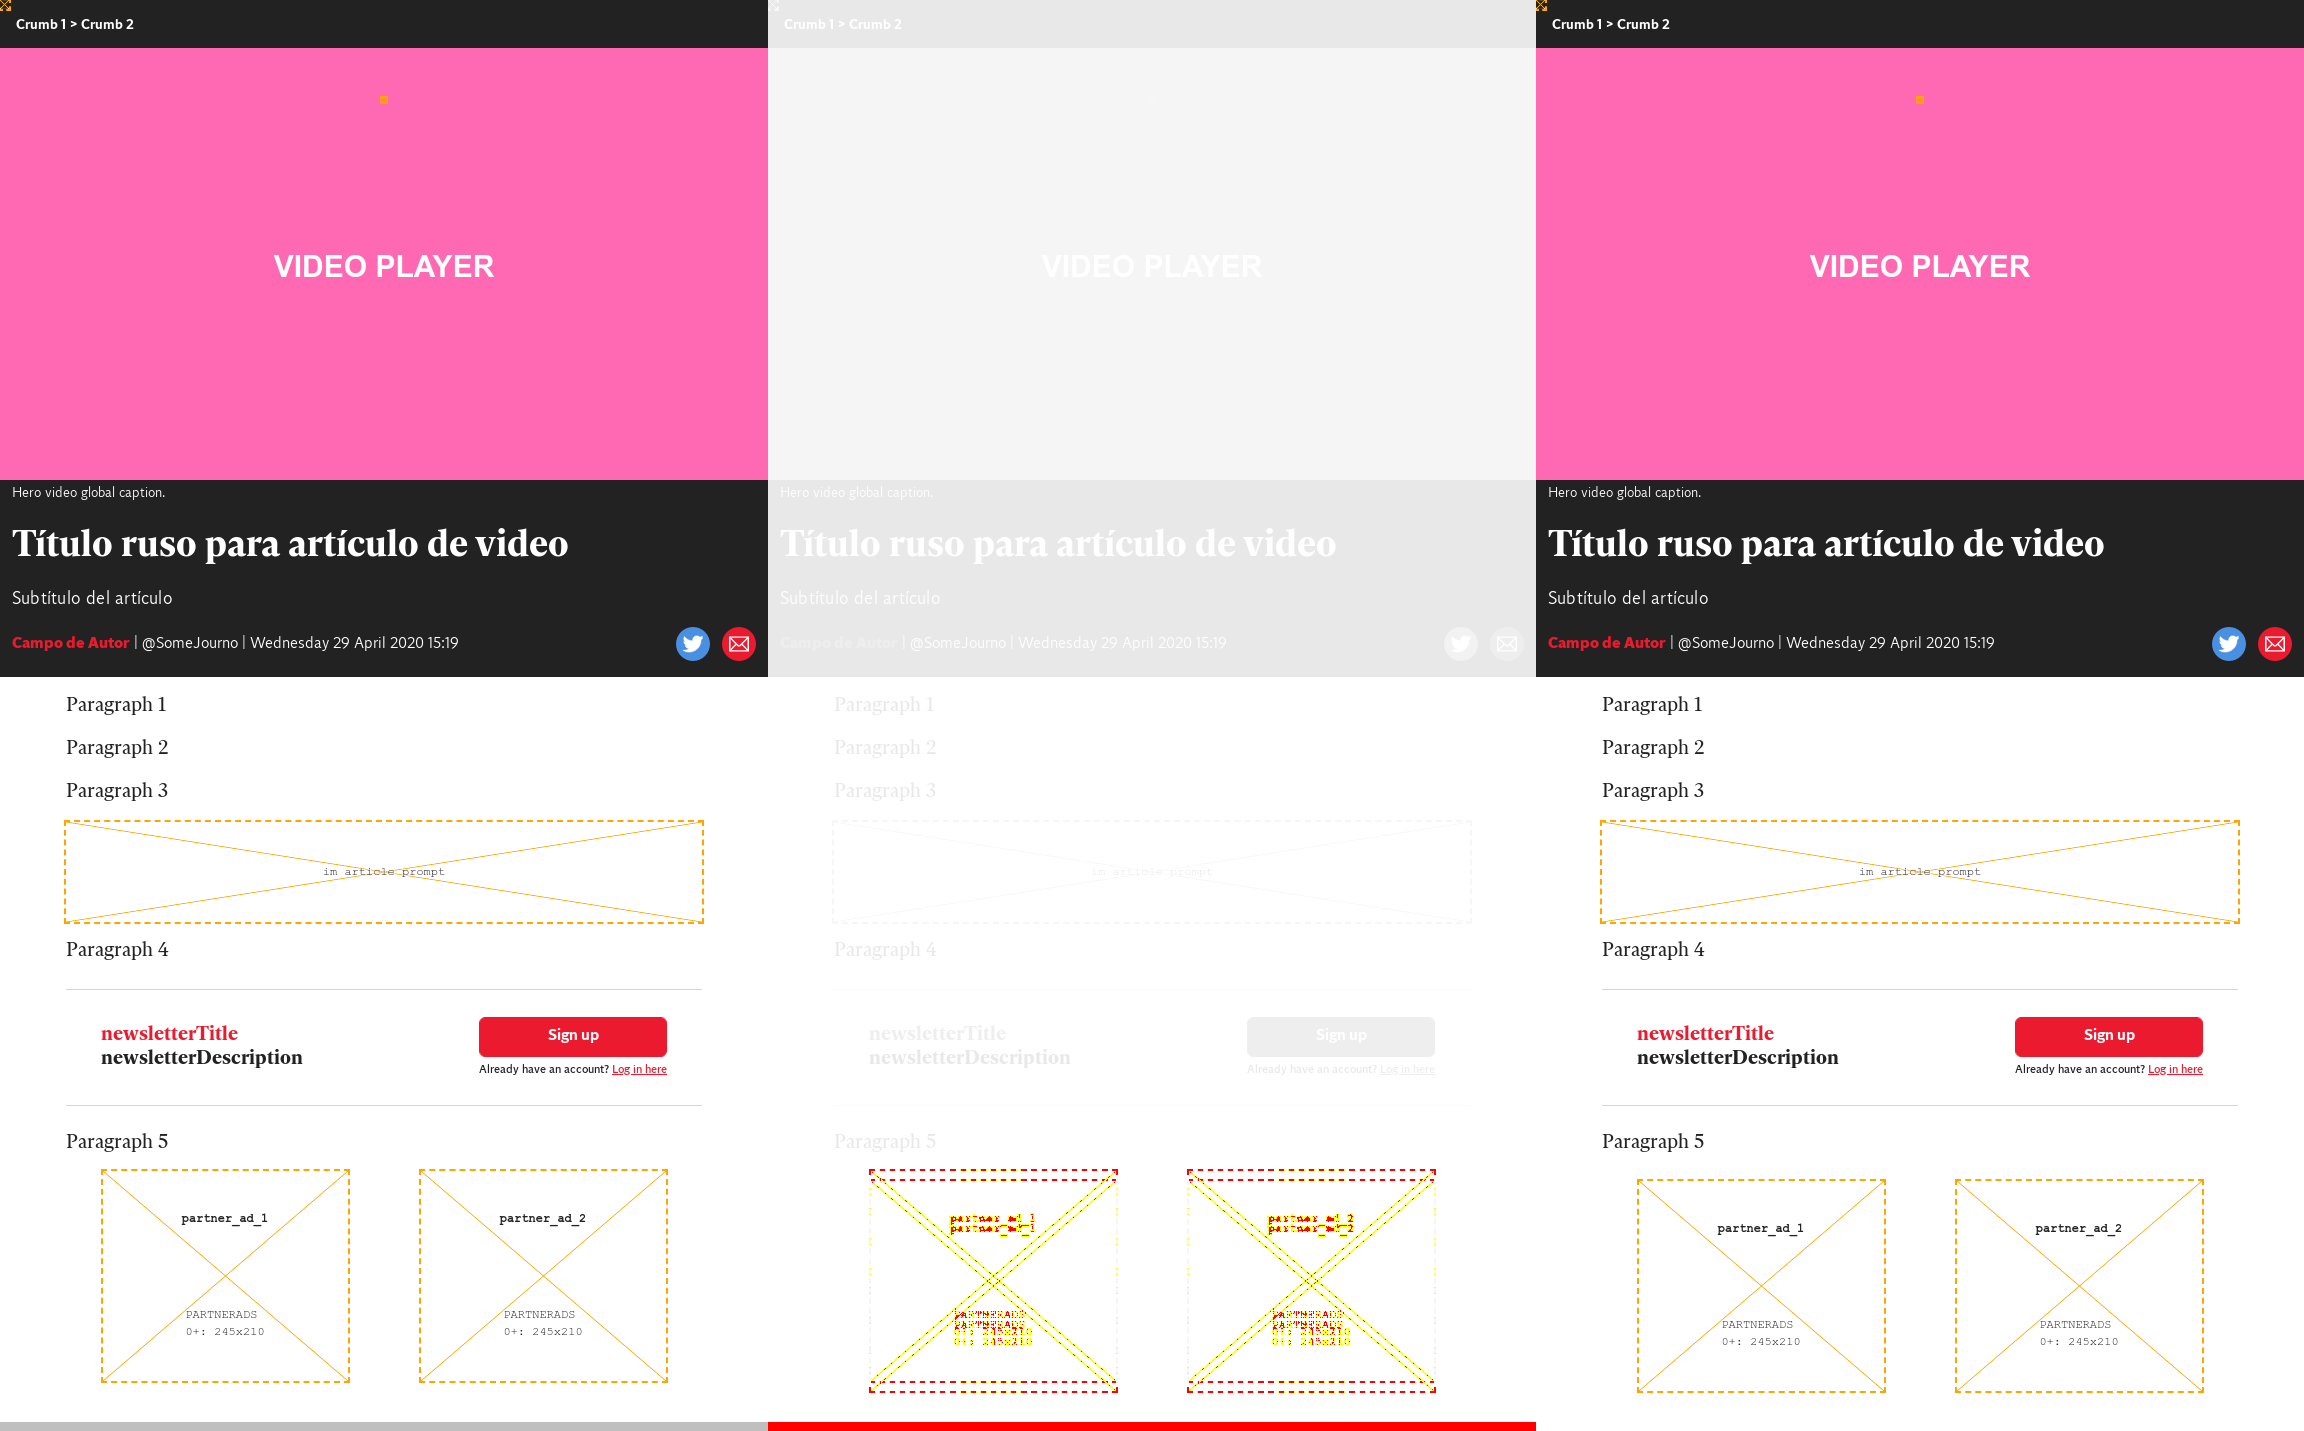 Crumb 1 > Crumb 2
VIDEO PLAYER
Hero video global caption.
Título ruso para artículo de video
Subtítulo del artículo
Campo de Autor | @SomeJourno | Wednesday 29 April 2020 15:19
Paragraph 1
Paragraph 2
Paragraph 3
im article prompt
Paragraph 4
newsletterTitle
newsletterDescription
Sign up
Already have an account? Log in here
Paragraph 5
partner_ad_1
PARTNERADS
0+: 245x210
partner_ad_2
PARTNERADS
0+: 245x210
Crumb 1 > Crumb 2
VIDEO PLAYER
Hero video global caption.
Título ruso para artículo de video
Subtítulo del artículo
Campo de Autor | @SomeJourno | Wednesday 29 April 2020 15:19
Paragraph 1
Paragraph 2
Paragraph 3
im article prompt
Paragraph 4
newsletterTitle
newsletterDescription
Sign up
Already have an account? Log in here
Paragraph 5
partner ad 1
partner_ad_1
PARTNERADS
PARTNERADS
0+: 245x210
0+: 245x210
partner ad 2
partner_ad_2
PARTNERADS
PARTNERADS
0+: 245x210
0+: 245x210
Crumb 1 > Crumb 2
VIDEO PLAYER
Hero video global caption.
Título ruso para artículo de video
Subtítulo del artículo
Campo de Autor | @SomeJourno | Wednesday 29 April 2020 15:19
Paragraph 1
Paragraph 2
Paragraph 3
im article prompt
Paragraph 4
newsletterTitle
newsletterDescription
Sign up
Already have an account? Log in here
Paragraph 5
partner_ad_1
PARTNERADS
0+: 245x210
partner_ad_2
PARTNERADS
0+: 245x210